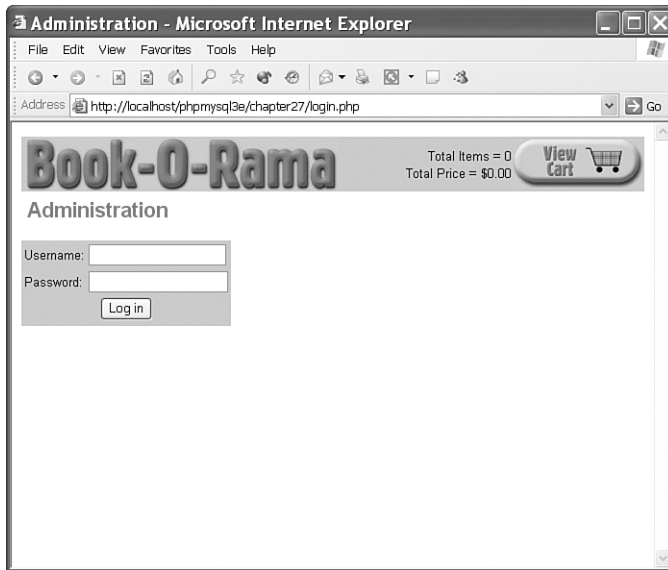 Administration - Microsoft Internet Explorer
File Edit View Favorites Tools Help
Address http://localhost/phpmysql3e/chapter27/login.php Go
Book-O-Rama
Total Items = 0
Total Price = $0.00
View
Cart
Administration
Username:
Password:
Log in